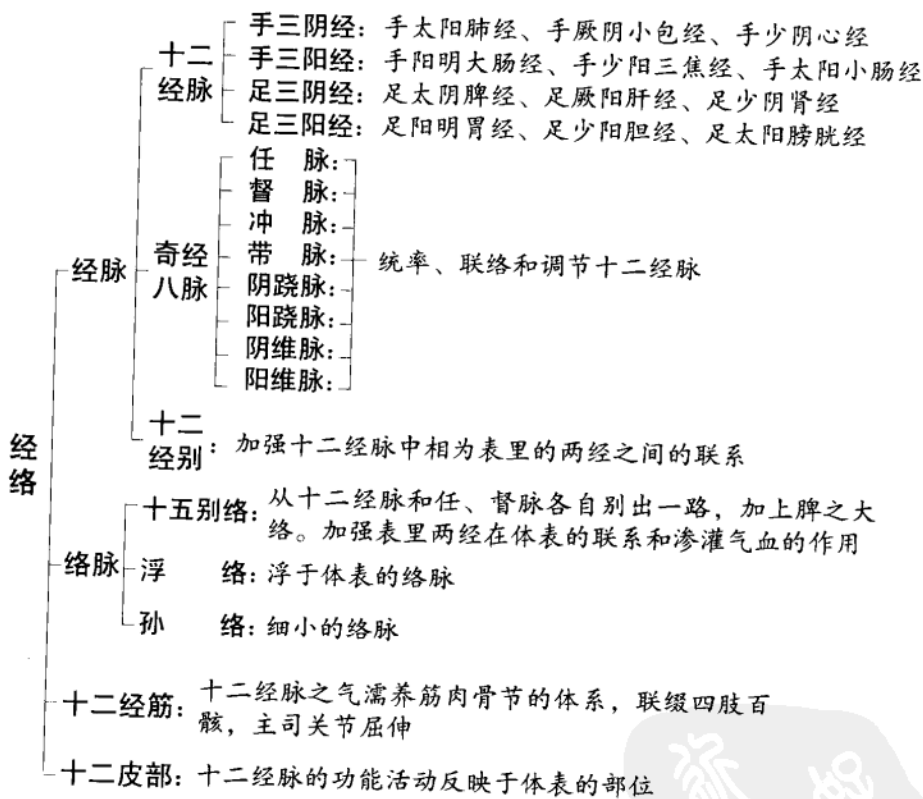 手三阴经：手太阳肺经、手厥阴小包经、手少阴心经
十二经脉
手三阳经：手阳明大肠经、手少阳三焦经、手太阳小肠经
足三阴经：足太阴脾经、足厥阳肝经、足少阴肾经
足三阳经：足阳明胃经、足少阳胆经、足太阳膀胱经
任 脉：
督 脉：
冲 脉：
经脉
奇经八脉
带 脉：
统率、联络和调节十二经脉
阴跷脉：
阳跷脉：
阴维脉：
阳维脉：
十二经别：加强十二经脉中相为表里的两经之间的联系
经络
十五别络：从十二经脉和任、督脉各自别出一路，加上脾之大
络。加强表里两经在体表的联系和渗灌气血的作用
络脉
浮 络：浮于体表的络脉
孙 络：细小的络脉
十二经筋：十二经脉之气濡养筋肉骨节的体系，联缀四肢百
骸，主司关节屈伸
十二皮部：十二经脉的功能活动反映于体表的部位